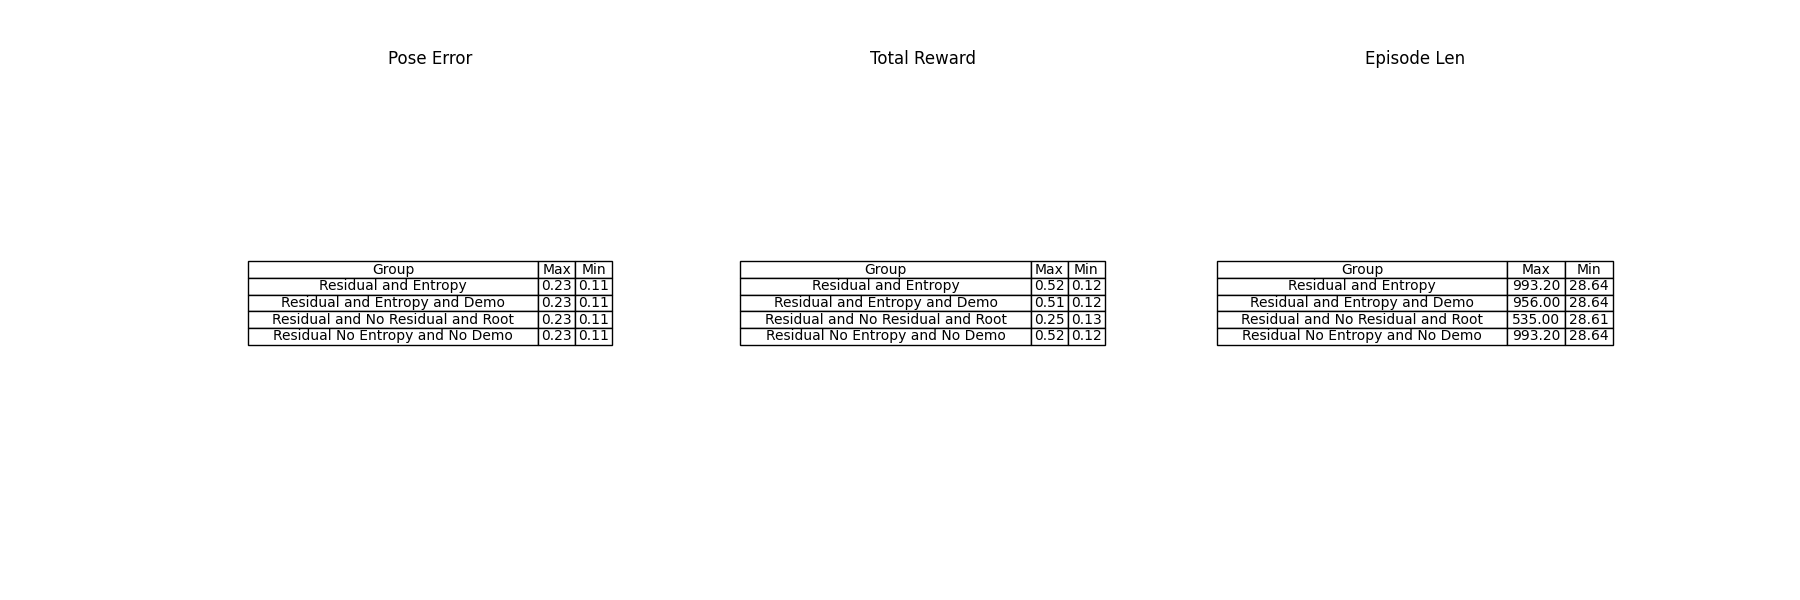 Pose Error
Group Max Min
Residual and Entropy 0.23 0.11
Residual and Entropy and Demo 0.23 0.11
Residual and No Residual and Root 0.23 0.11
Residual No Entropy and No Demo 0.23 0.11
Total Reward
Group Max Min
Residual and Entropy 0.52 0.12
Residual and Entropy and Demo 0.51 0.12
Residual and No Residual and Root 0.25 0.13
Residual No Entropy and No Demo 0.52 0.12
Episode Len
Group Max Min
Residual and Entropy 993.20 28.64
Residual and Entropy and Demo 956.00 28.64
Residual and No Residual and Root 535.00 28.61
Residual No Entropy and No Demo 993.20 28.64